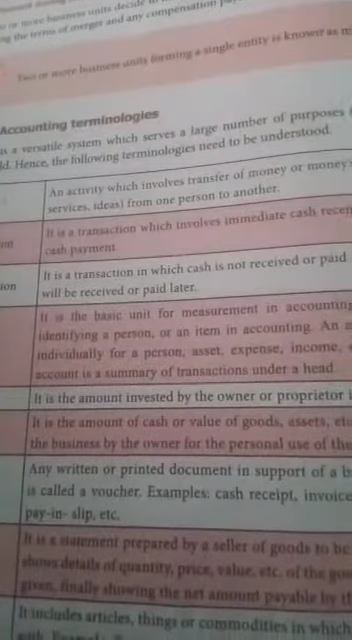 or more business units decide to
ng the terms of merger and any compensation
Two or more business units forming a single entity is known as
Accounting terminologies
is a versatile system which serves a large number of purposes
ld. Hence, the following terminologies need to be understood.
An activity which involves transfer of money or money
services, ideas) from one person to another.
It is a transaction which involves immediate cash
cash payment.
It is a transaction in which cash is not received or paid
will be received or paid later.
It is the basic unit for measurement in accounting
identifying a person, or an item in accounting. An a
individually for a person, asset, expense, income,
account is a summary of transactions under a head.
It is the amount invested by the owner or proprietor i
It is the amount of cash or value of goods, assets, etc
the business by the owner for the personal use of the
Any written or printed document in support of a b
is called a voucher. Examples: cash receipt, invoice
pay-in- slip, etc.
It is a statement prepared by a seller of goods to be
shows details of quantity, price, value, etc. of the goo
given, finally showing the net amount payable by th
It includes articles, things or commodities in which